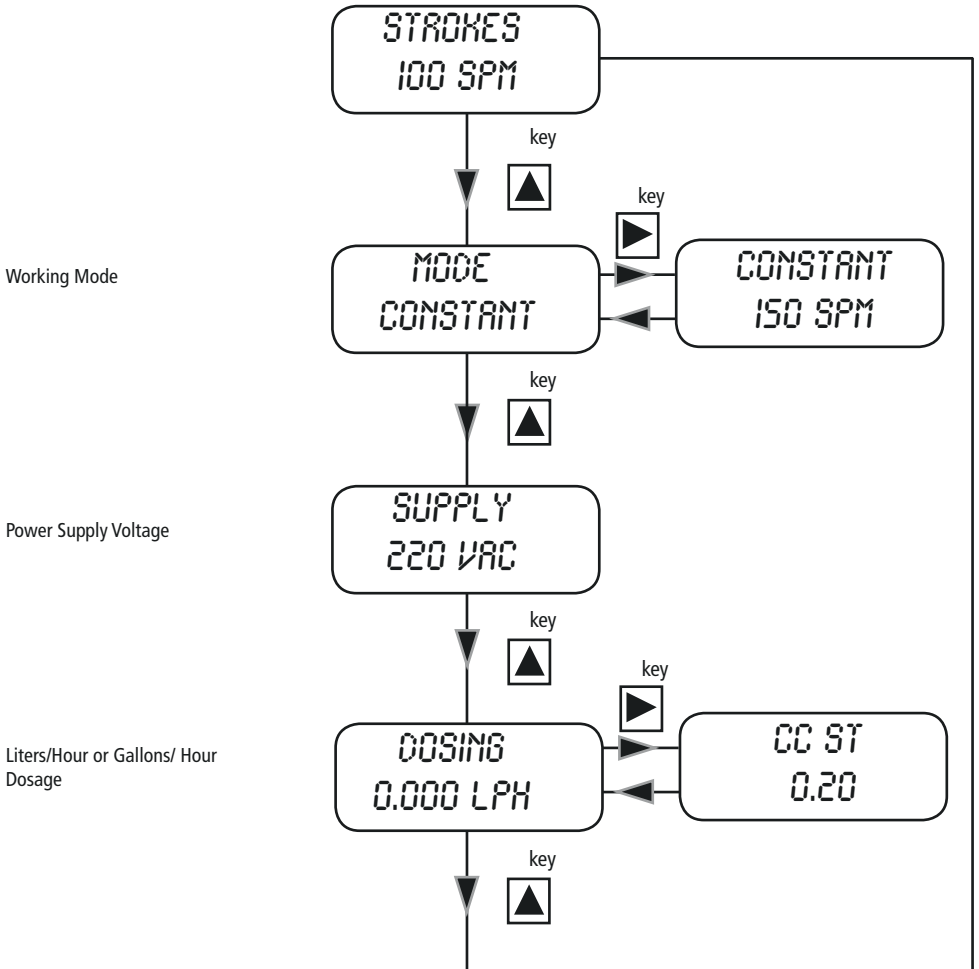 STROKES
100 SPM
key
key
Working Mode
MODE
CONSTANT
CONSTANT
150 SPM
key
Power Supply Voltage
SUPPLY
220 VAC
key
key
Liters/Hour or Gallons/ Hour
Dosage
DOSING
0.000 LPH
CC ST
0.20
key